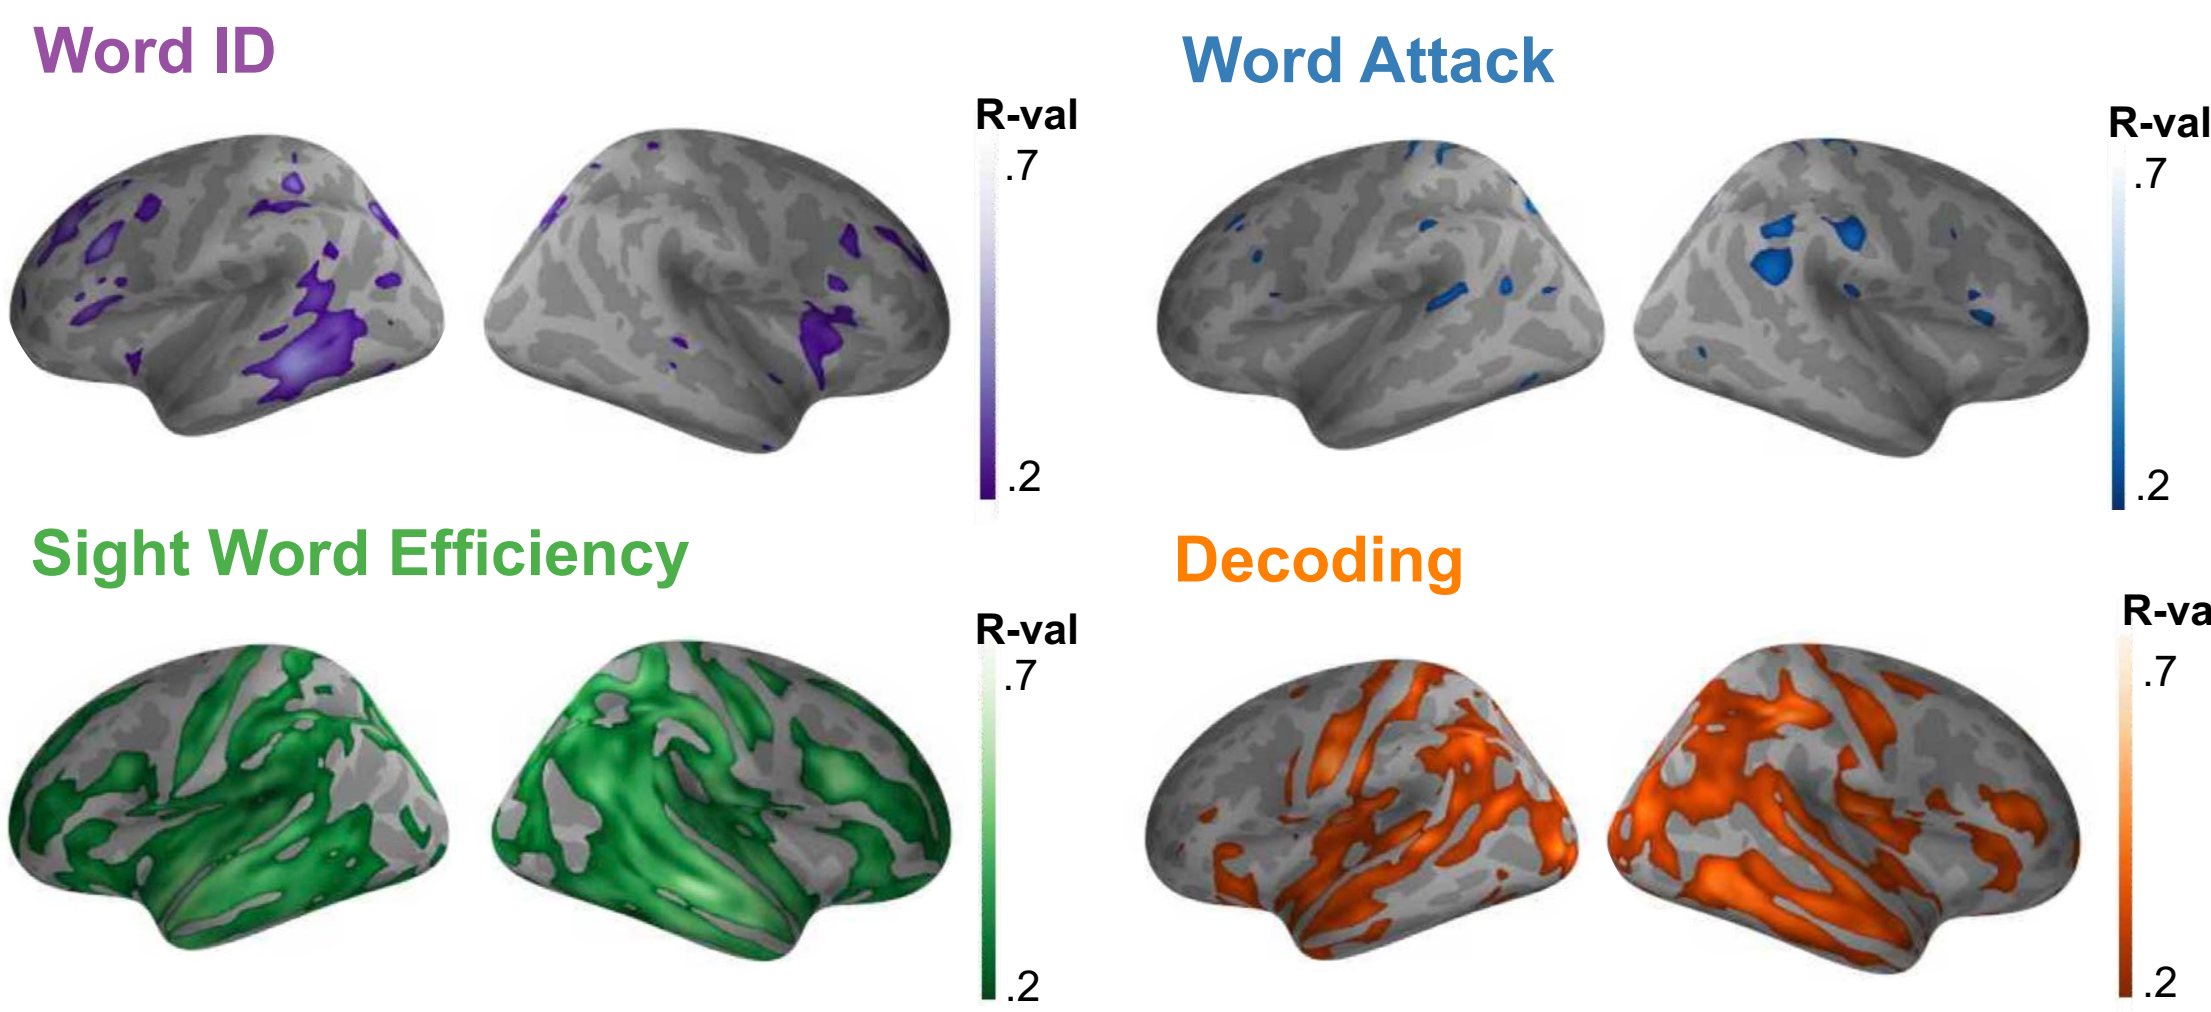 Word ID
R-val
.7
.2
Word Attack
R-val
.7
.2
Sight Word Efficiency
R-val
.7
.2
Decoding
R-va
.7
.2